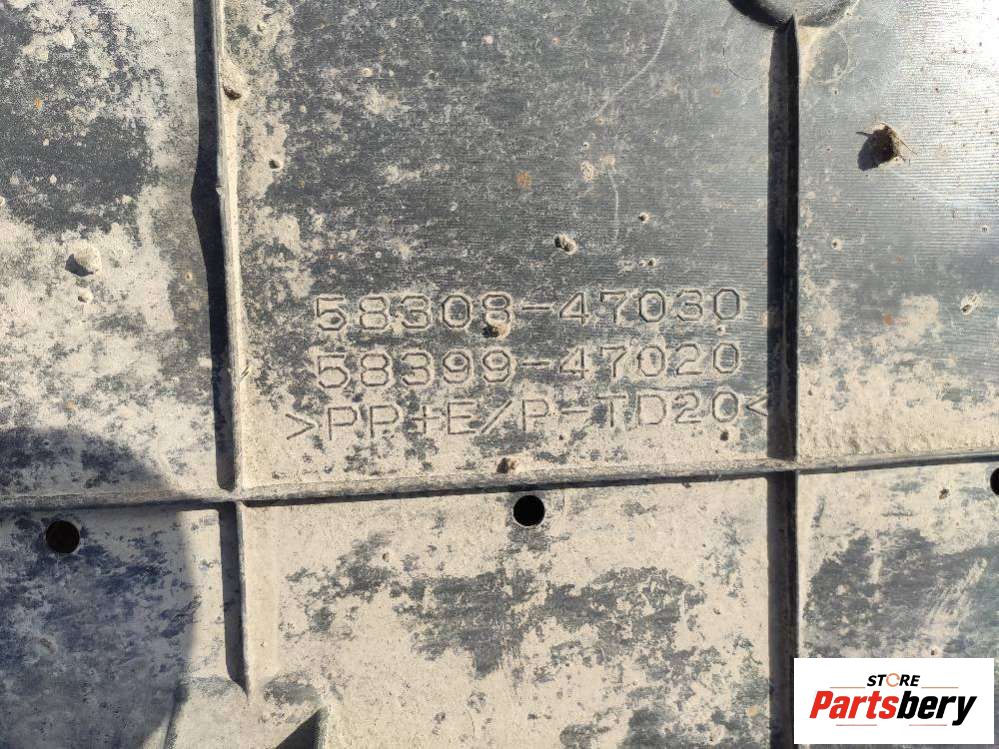 58308-47030
58399-47020
>PP+E/P-TD20<
STORE
Partsbery